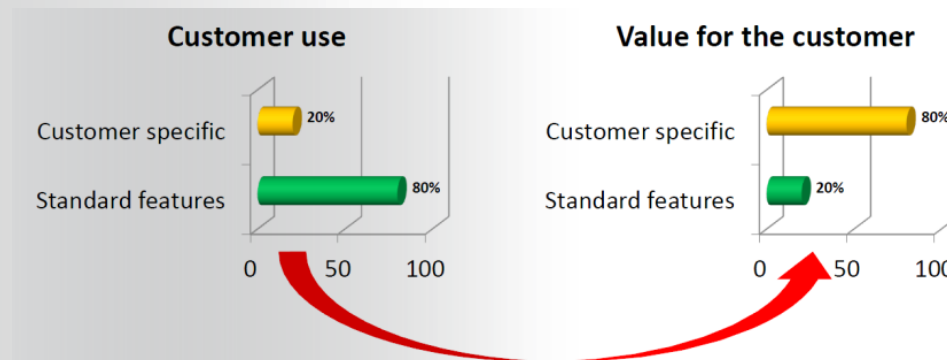 Customer use
Customer specific
20%
Standard features
80%
0 50 100
Value for the customer
Customer specific
80%
Standard features
20%
0 50 100